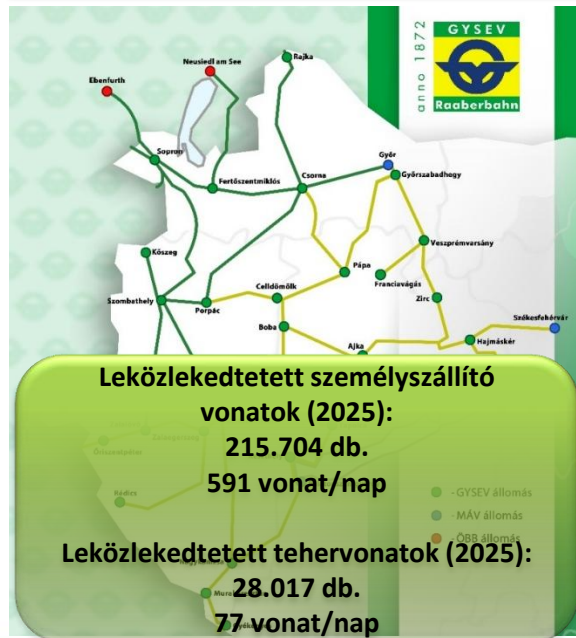 anno 1872
GYSEV
Raaberbahn
Neusiedl am See
Rajka
Ebenfurth
Sopron
Győr
Fertőszentmiklós
Csorna
Győrszabadhegy
Kőszeg
Veszprémvarsány
Pápa
Franciavágás
Celldömölk
Zirc
Szombathely
Porpác
Székesfehérvár
Boba
Ajka
Hajmáskér
Leközlekedtetett személyszállító
vonatok (2025):
215.704 db.
591 vonat/nap
Rédics
- GYSEV állomás
- MÁV állomás
- ÖBB állomás
Leközlekedtetett tehervonatok (2025):
28.017 db.
77 vonat/nap